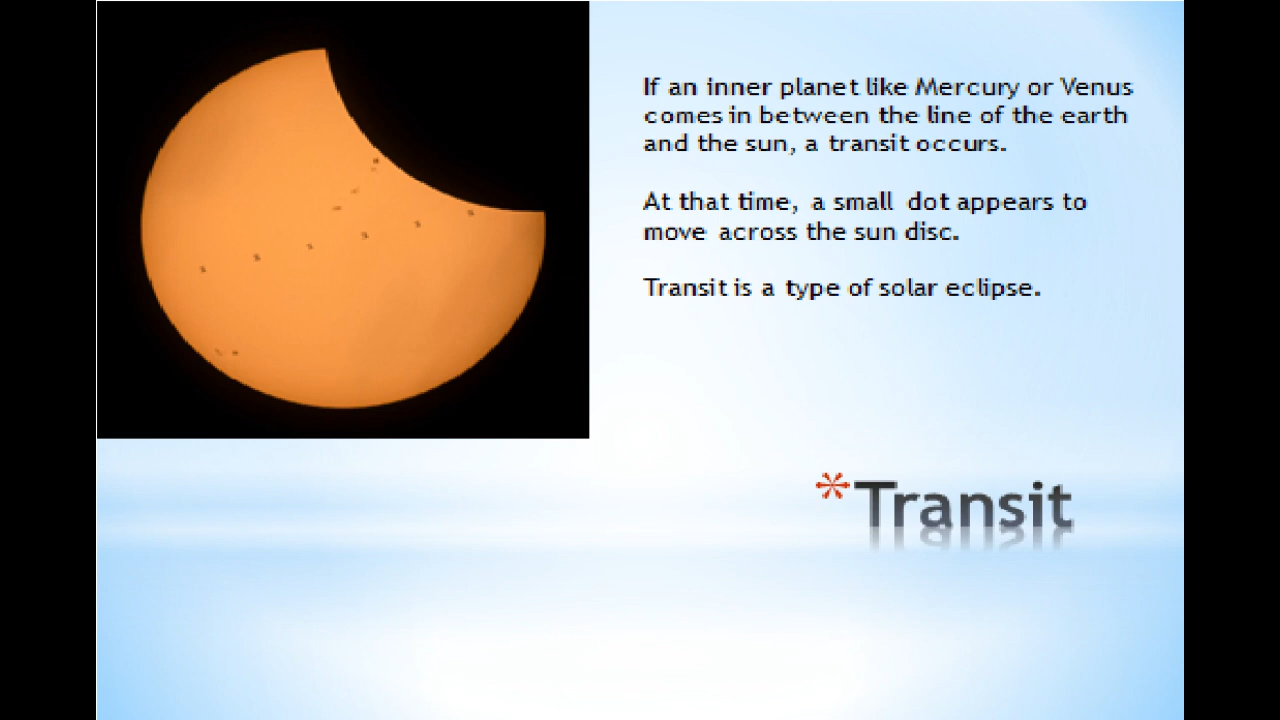 If an inner planet like Mercury or Venus
comes in between the line of the earth
and the sun, a transit occurs.
At that time, a small dot appears to
move across the sun disc.
Transit is a type of solar eclipse.
*Transit